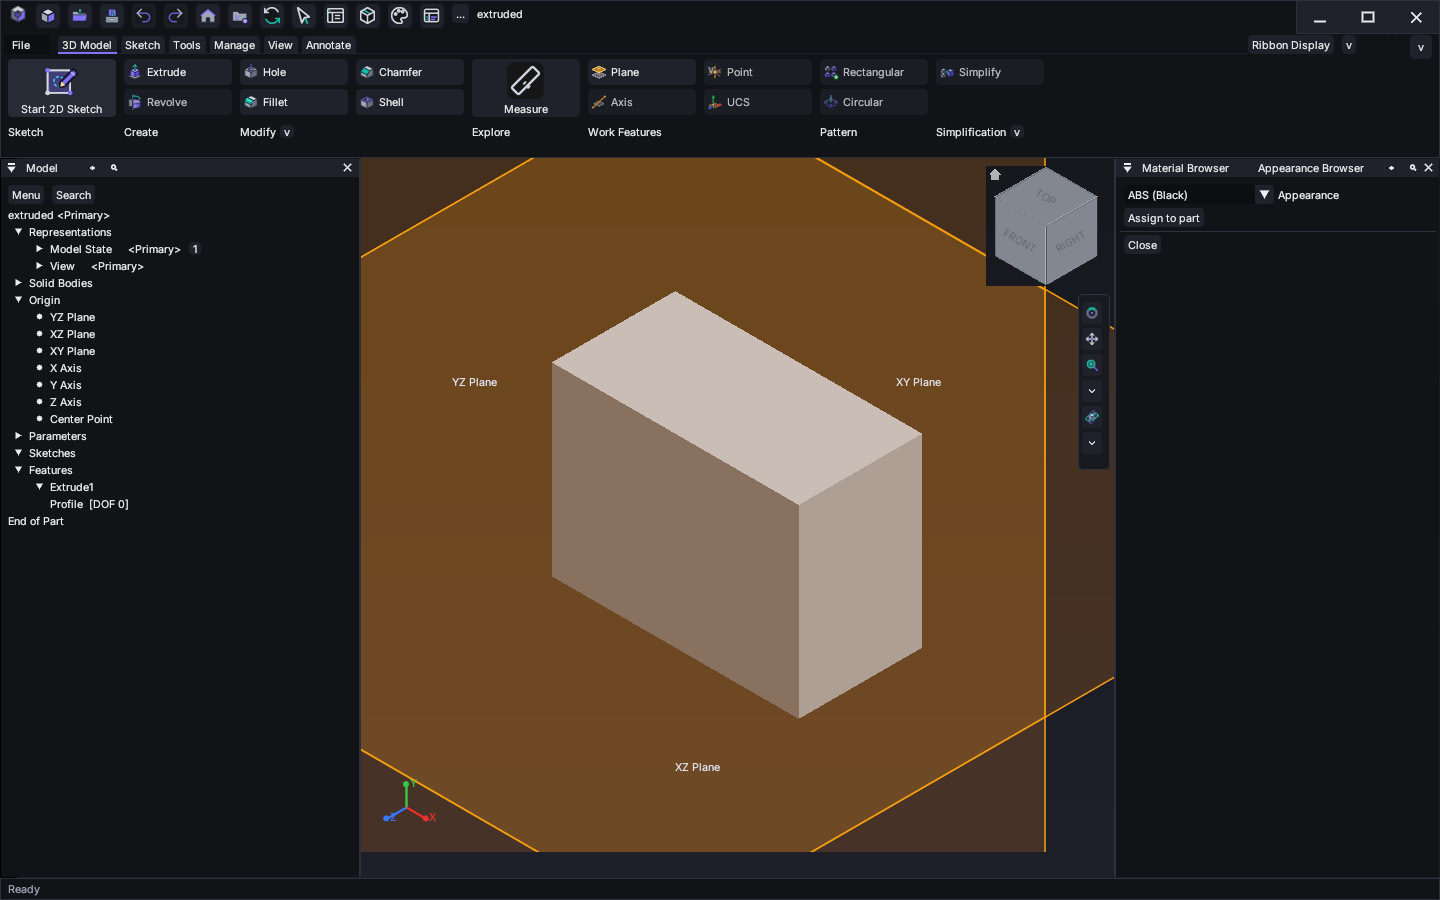 ... extruded
File 3D Model Sketch Tools Manage View Annotate Ribbon Display v v
Start 2D Sketch Extrude Revolve Hole Fillet Chamfer Shell Measure Plane Axis Point UCS Rectangular Circular Simplify
Sketch Create Modify v Explore Work Features Pattern Simplification v
Model
Menu Search
extruded <Primary>
Representations
Model State <Primary> 1
View <Primary>
Solid Bodies
Origin
YZ Plane
XZ Plane
XY Plane
X Axis
Y Axis
Z Axis
Center Point
Parameters
Sketches
Features
Extrude1
Profile [DOF 0]
End of Part
TOP
FRONT RIGHT
YZ Plane XY Plane
XZ Plane
Y
Z X
Material Browser Appearance Browser
ABS (Black) Appearance
Assign to part
Close
Ready